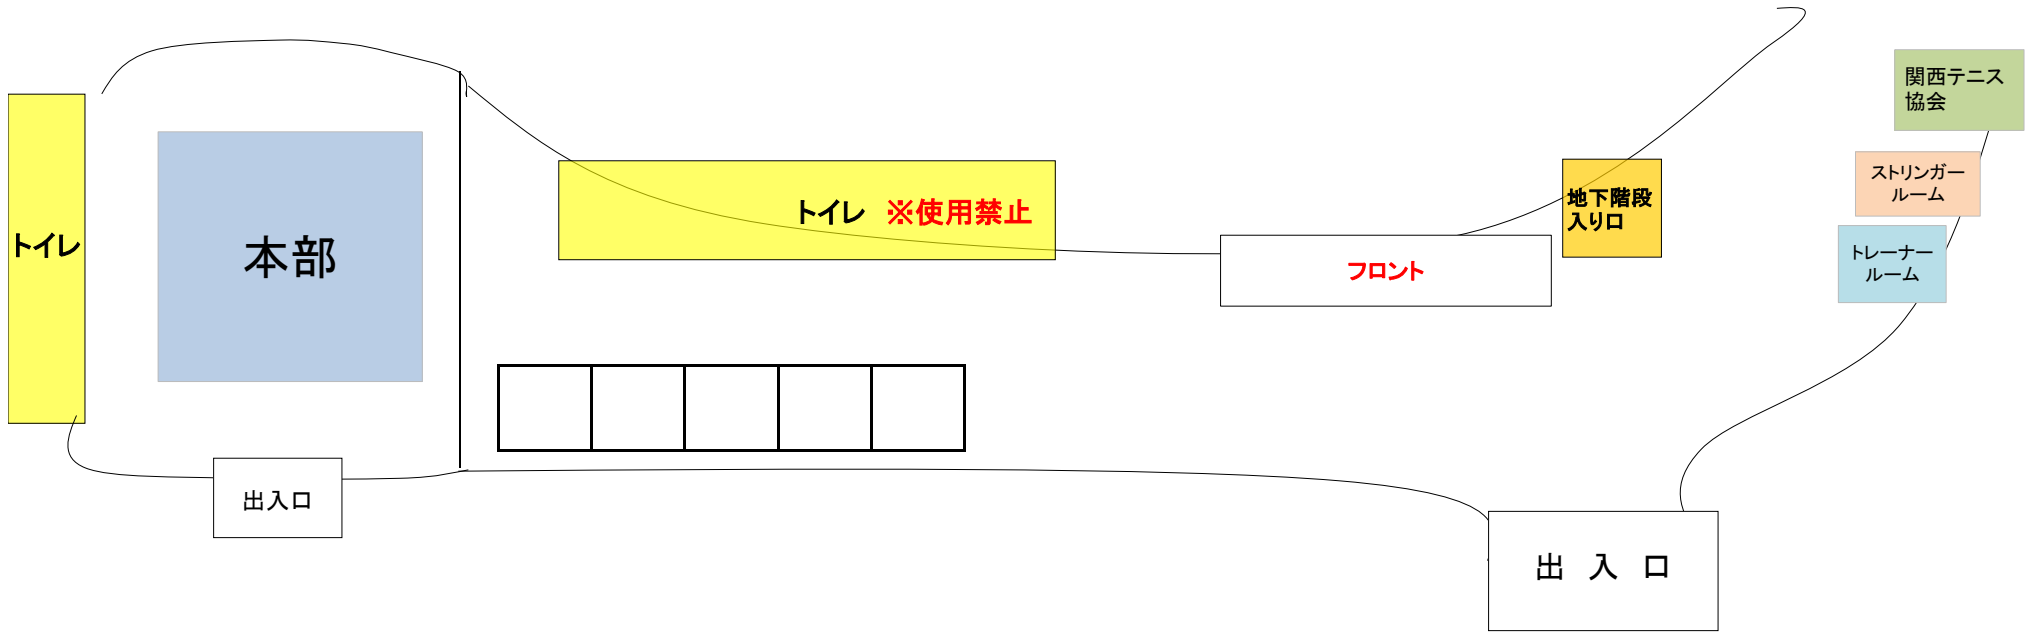 トイレ
本部
出入口
トイレ ※使用禁止
フロント
地下階段
入り口
関西テニス
協会
ストリンガー
ルーム
トレーナー
ルーム
出 入 口